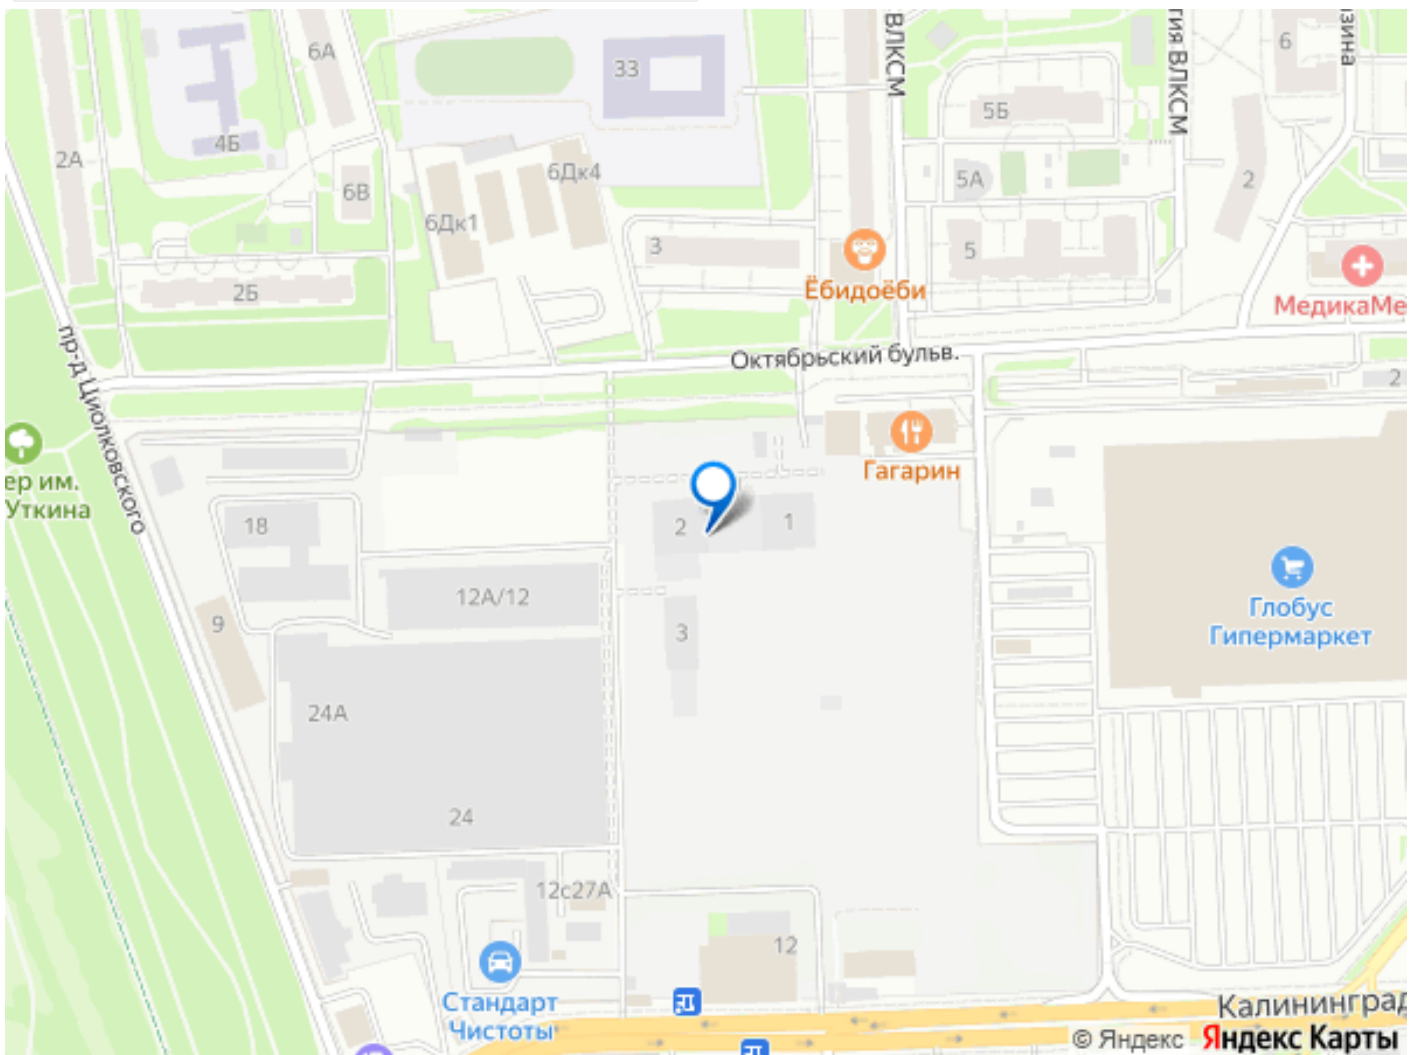 ВЛКСМ
гия ВЛКСМ
зина
6А
33
6
5Б
4Б
2А
6Дк4
5А
2
6В
6Дк1
3
5
2Б
Ёбидоёби
МедикаМе
пр-д Циолковского
Октябрьский бульв.
2
Гагарин
ер им.
Уткина
18
2
1
12А/12
Глобус
Гипермаркет
9
3
24А
24
12с27А
12
Стандарт
Чистоты
Калининград
© Яндекс Яндекс Карты